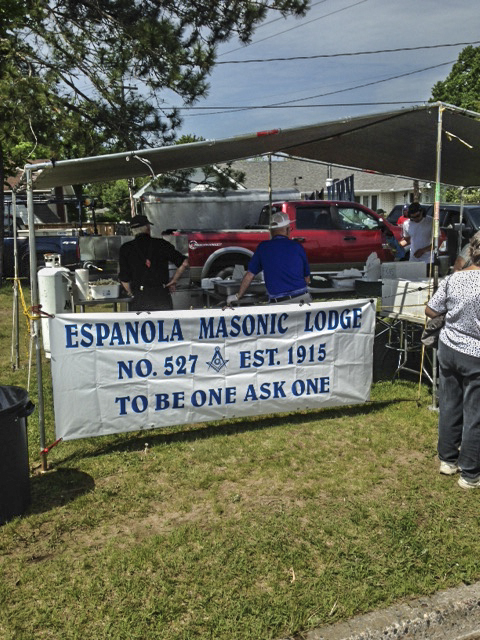 ESPANOLA MASONIC LODGE
NO. 527 G EST. 1915
TO BE ONE ASK ONE